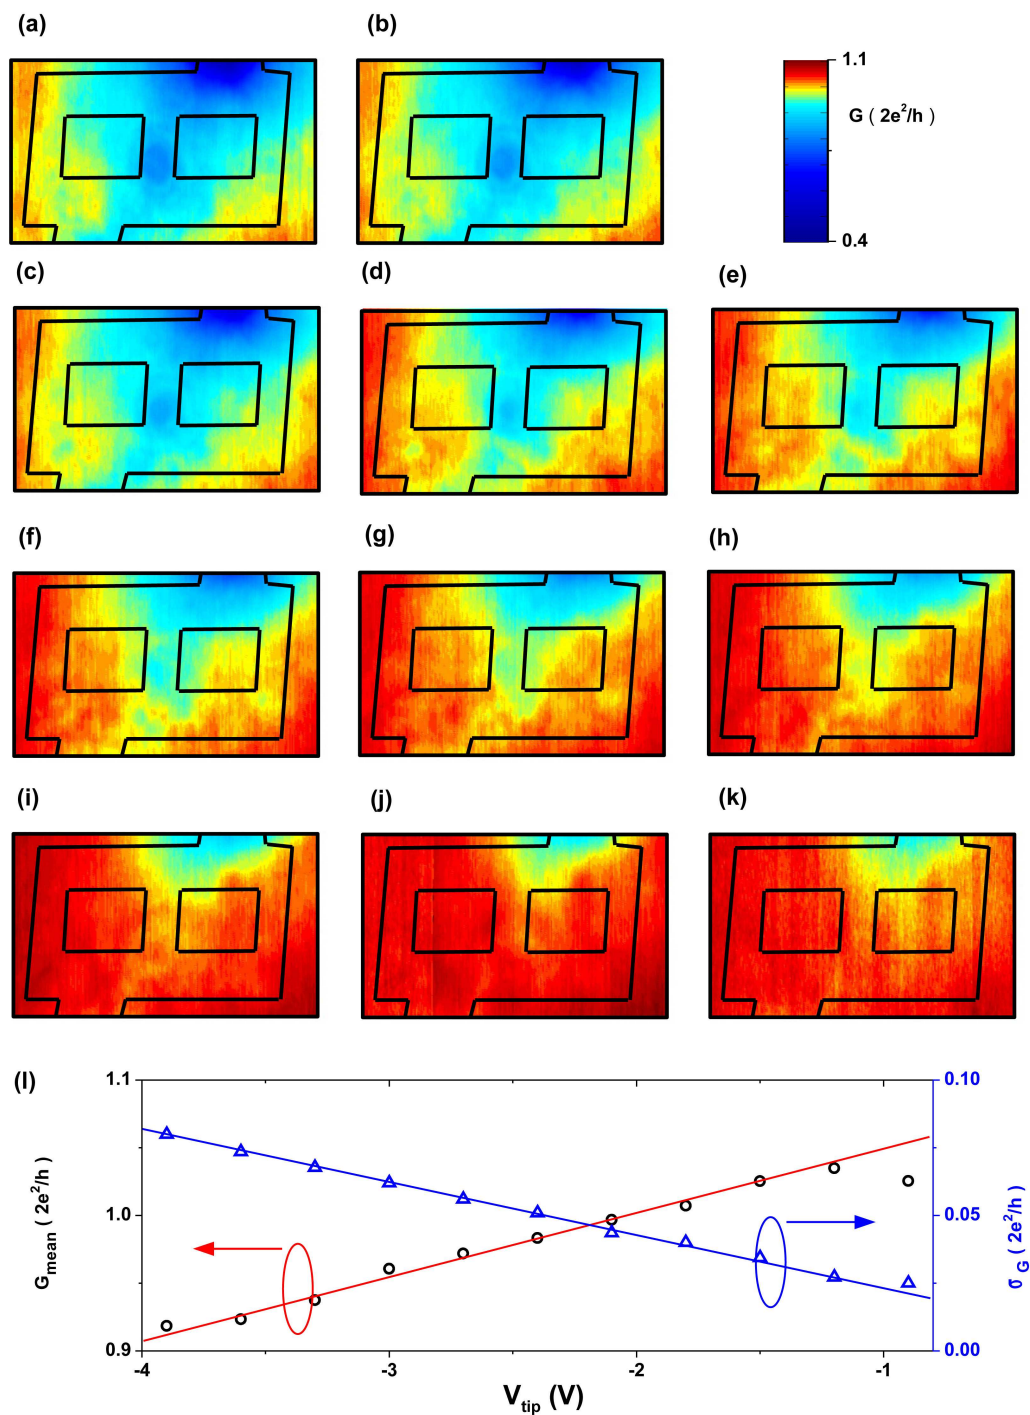 (a)
(b)
1.1
G ( 2e²/h )
0.4
(c)
(d)
(e)
(f)
(g)
(h)
(i)
(j)
(k)
(l)
1.1
1.0
0.9
G_mean ( 2e²/h )
0.10
0.05
0.00
σ_G ( 2e²/h )
-4
-3
-2
-1
V_tip (V)